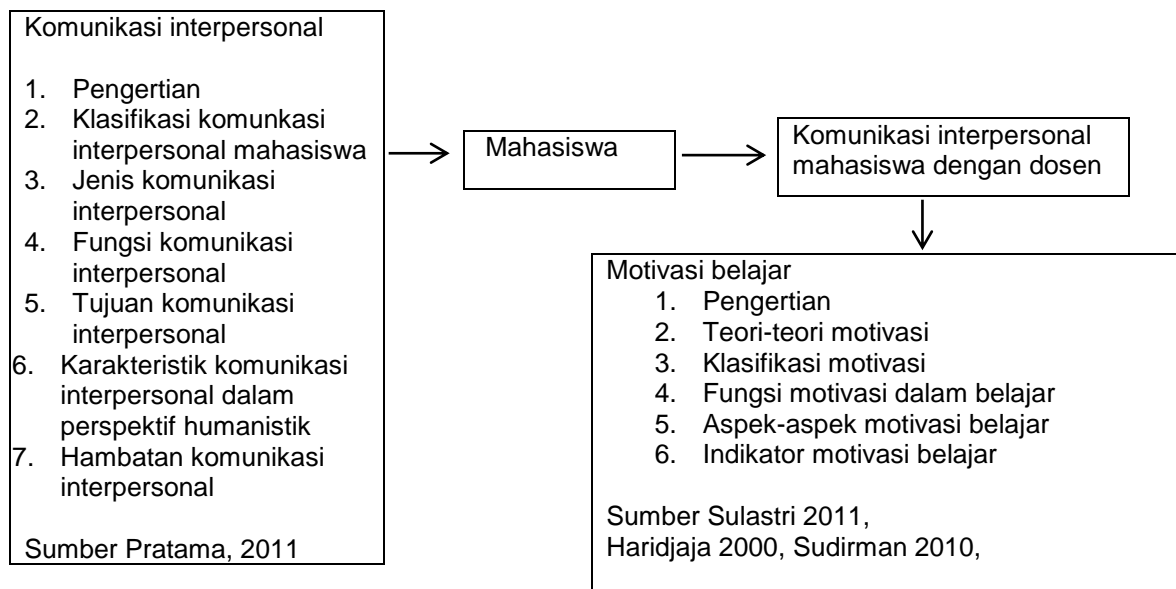 Komunikasi interpersonal
1. Pengertian
2. Klasifikasi komunkasi
interpersonal mahasiswa
3. Jenis komunikasi
interpersonal
4. Fungsi komunikasi
interpersonal
5. Tujuan komunikasi
interpersonal
6. Karakteristik komunikasi
interpersonal dalam
perspektif humanistik
7. Hambatan komunikasi
interpersonal
Sumber Pratama, 2011
Mahasiswa
Komunikasi interpersonal
mahasiswa dengan dosen
Motivasi belajar
1. Pengertian
2. Teori-teori motivasi
3. Klasifikasi motivasi
4. Fungsi motivasi dalam belajar
5. Aspek-aspek motivasi belajar
6. Indikator motivasi belajar
Sumber Sulastri 2011,
Haridjaja 2000, Sudirman 2010,